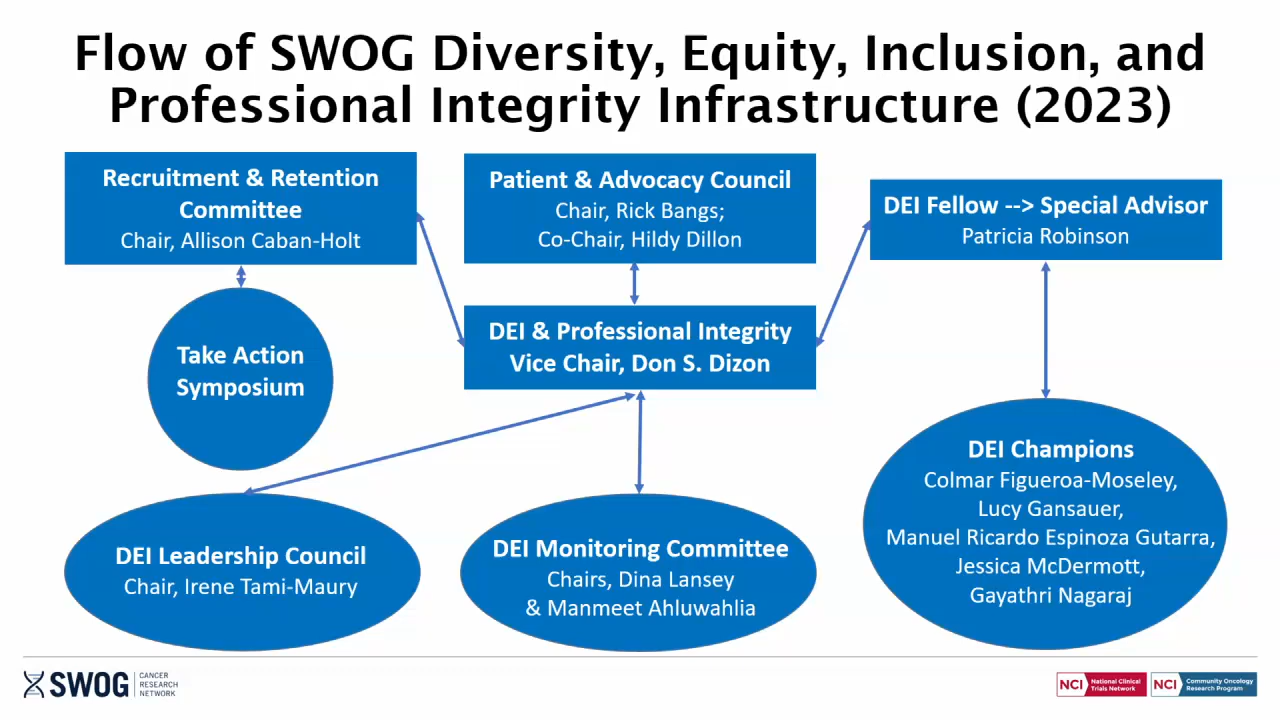 Flow of SWOG Diversity, Equity, Inclusion, and
Professional Integrity Infrastructure (2023)
Recruitment & Retention
Committee
Chair, Allison Caban-Holt
Patient & Advocacy Council
Chair, Rick Bangs;
Co-Chair, Hildy Dillon
DEI Fellow --> Special Advisor
Patricia Robinson
Take Action
Symposium
DEI & Professional Integrity
Vice Chair, Don S. Dizon
DEI Leadership Council
Chair, Irene Tami-Maury
DEI Monitoring Committee
Chairs, Dina Lansey
& Manmeet Ahluwahlia
DEI Champions
Colmar Figueroa-Moseley,
Lucy Gansauer,
Manuel Ricardo Espinoza Gutarra,
Jessica McDermott,
Gayathri Nagaraj
SWOG
CANCER
RESEARCH
NETWORK
NCI
National Clinical
Trials Network
NCI
Community Oncology
Research Program